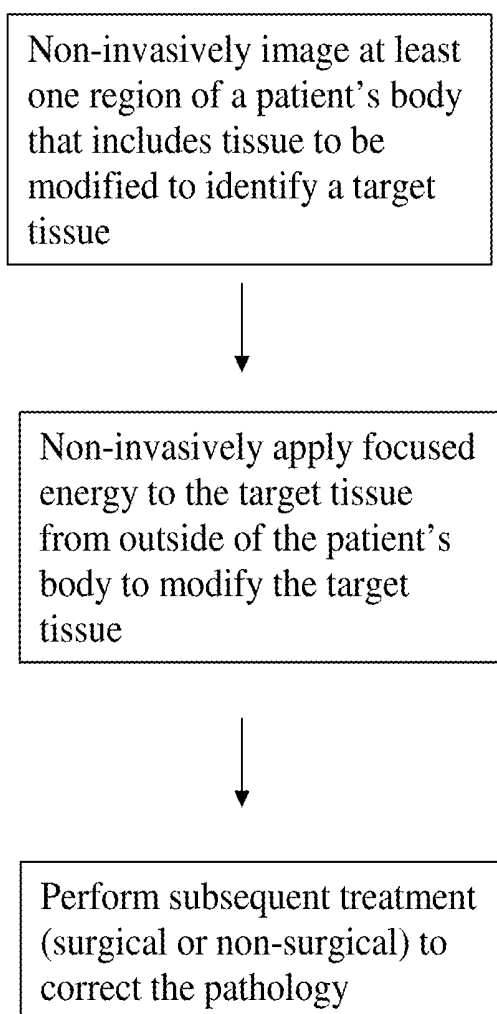 Non-invasively image at least
one region of a patient's body
that includes tissue to be
modified to identify a target
tissue
Non-invasively apply focused
energy to the target tissue
from outside of the patient's
body to modify the target
tissue
Perform subsequent treatment
(surgical or non-surgical) to
correct the pathology